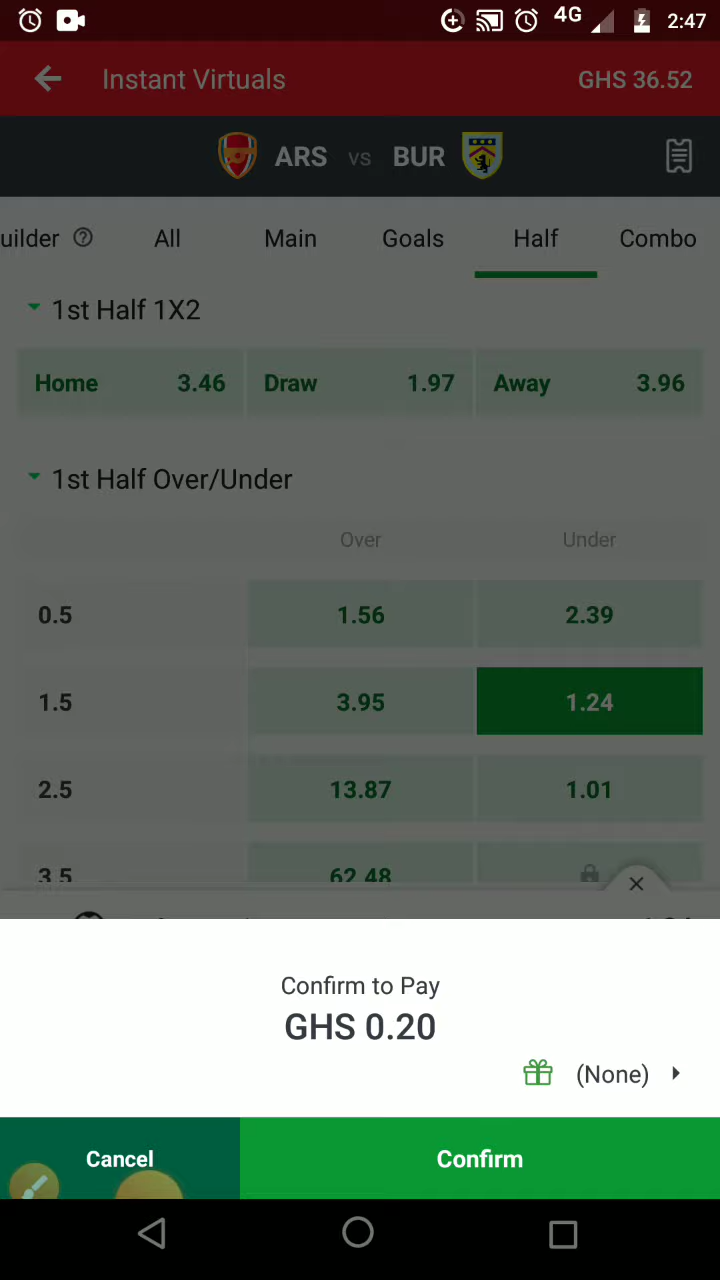 4G 2:47
Instant Virtuals GHS 36.52
ARS vs BUR
uilder ? All Main Goals Half Combo
1st Half 1X2
Home 3.46 Draw 1.97 Away 3.96
1st Half Over/Under
Over Under
0.5 1.56 2.39
1.5 3.95 1.24
2.5 13.87 1.01
3.5 62.48
Confirm to Pay
GHS 0.20
(None)
Cancel Confirm